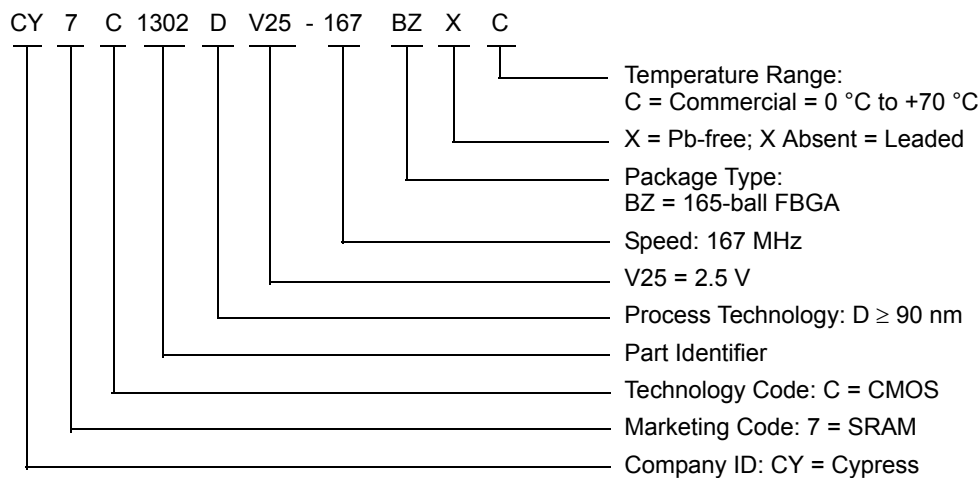 CY 7 C 1302 D V25 - 167 BZ X C
Temperature Range:
C = Commercial = 0 °C to +70 °C
X = Pb-free; X Absent = Leaded
Package Type:
BZ = 165-ball FBGA
Speed: 167 MHz
V25 = 2.5 V
Process Technology: D ≥ 90 nm
Part Identifier
Technology Code: C = CMOS
Marketing Code: 7 = SRAM
Company ID: CY = Cypress